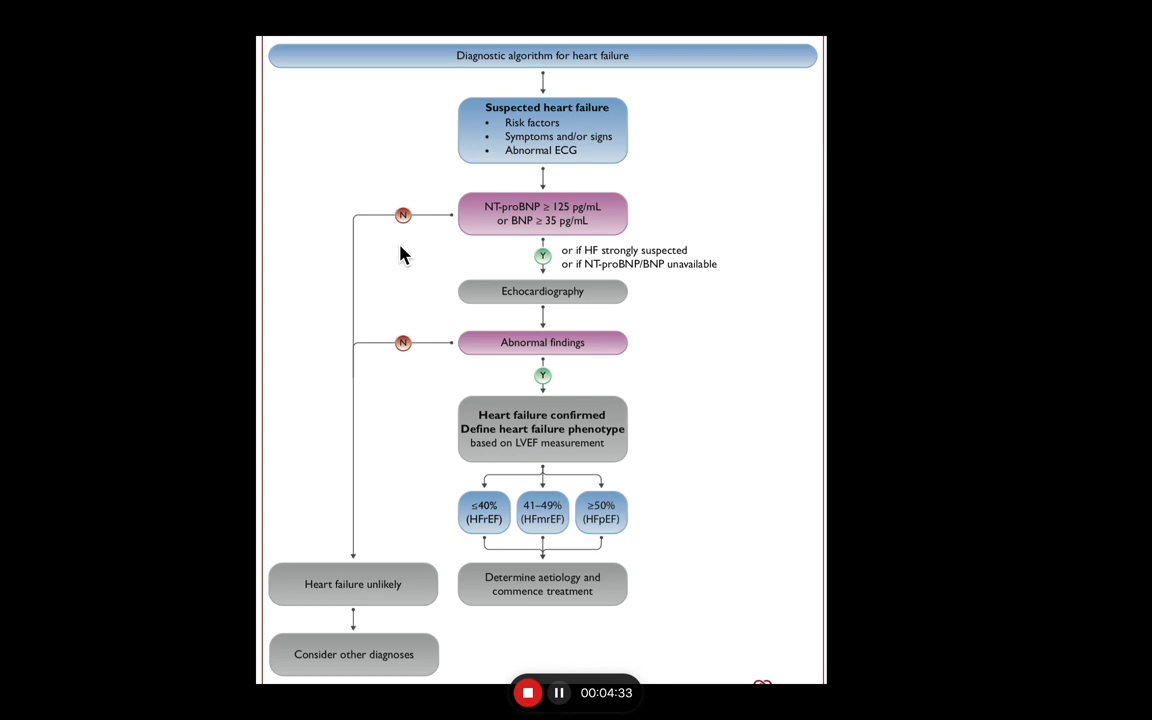 Diagnostic algorithm for heart failure
Suspected heart failure
• Risk factors
• Symptoms and/or signs
• Abnormal ECG
N
NT-proBNP ≥ 125 pg/mL
or BNP ≥ 35 pg/mL
Y
or if HF strongly suspected
or if NT-proBNP/BNP unavailable
Echocardiography
N
Abnormal findings
Y
Heart failure confirmed
Define heart failure phenotype
based on LVEF measurement
≤40%
(HFrEF)
41–49%
(HFmrEF)
≥50%
(HFpEF)
Heart failure unlikely
Determine aetiology and
commence treatment
Consider other diagnoses
00:04:33